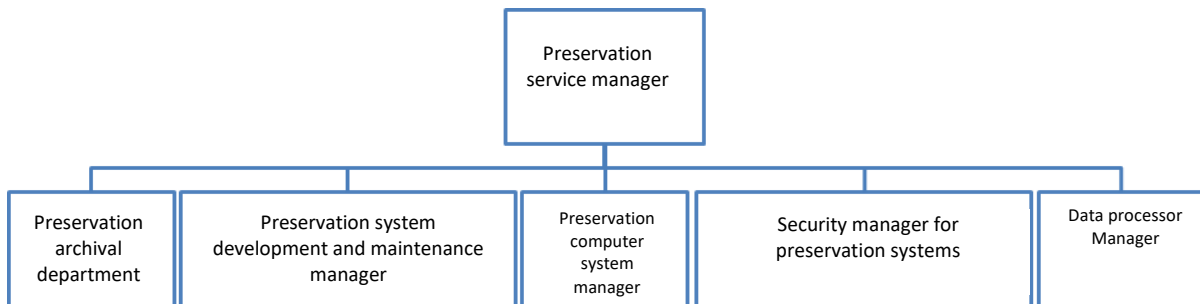 Preservation
service manager
Preservation
archival
department
Preservation system
development and maintenance
manager
Preservation
computer
system
manager
Security manager for
preservation systems
Data processor
Manager